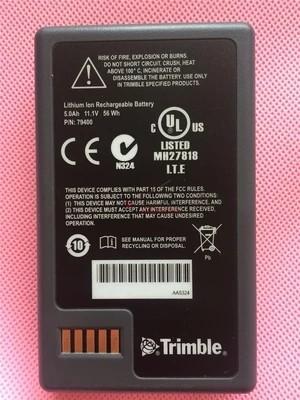 RISK OF FIRE, EXPLOSION OR BURNS.
DO NOT SHORT CIRCUIT, CRUSH, HEAT
ABOVE 100° C, INCINERATE OR
DISASSEMBLE THE BATTERY. USE ONLY
IN TRIMBLE SPECIFIED PRODUCTS.
Lithium Ion Rechargeable Battery
5.0Ah 11.1V 56 Wh
P/N: 79400
N324
C UL US
LISTED
MH27818
I.T.E
THIS DEVICE COMPLIES WITH PART 15 OF THE FCC RULES.
OPERATION IS SUBJECT TO THE FOLLOWING TWO CONDITIONS:
(1) THIS DEVICE MAY NOT CAUSE HARMFUL INTERFERENCE, AND
(2) THIS DEVICE MUST ACCEPT ANY INTERFERENCE RECEIVED,
INCLUDING INTERFERENCE THAT MAY CAUSE UNDESIRED
OPERATION.
10
SEE MANUAL FOR PROPER
RECYCLING OR DISPOSAL.
Pb
AAS324
Trimble